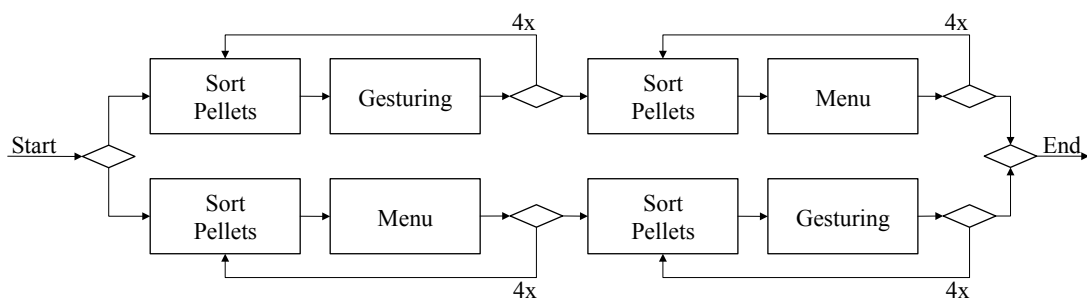 4x
4x
Sort
Pellets
Gesturing
Sort
Pellets
Menu
Start
End
Sort
Pellets
Menu
Sort
Pellets
Gesturing
4x
4x